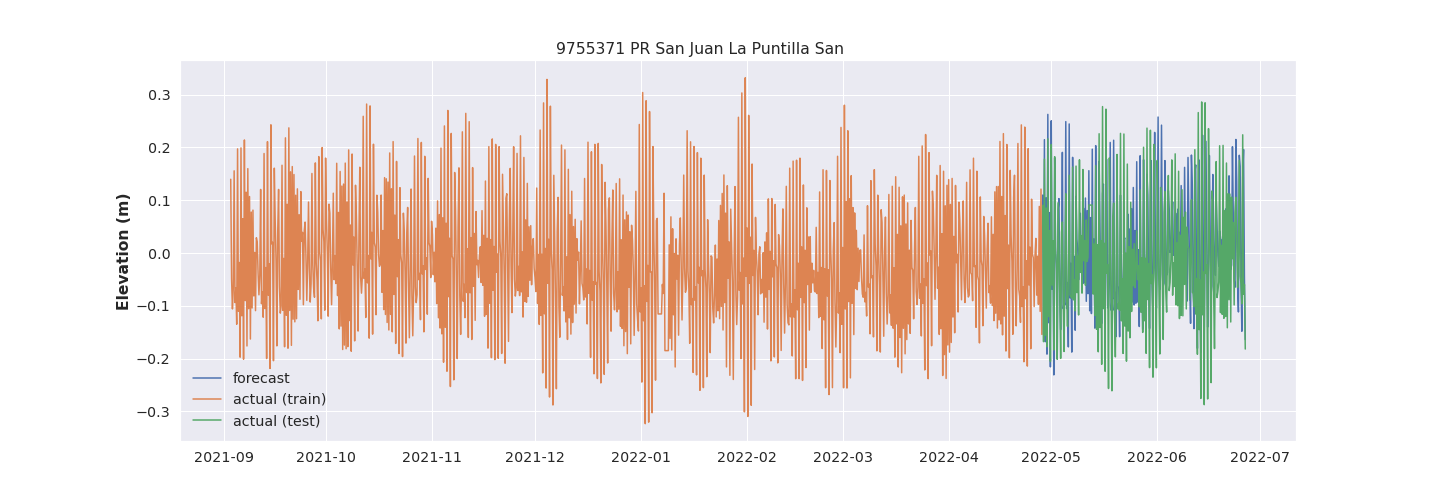 9755371 PR San Juan La Puntilla San
Elevation (m)
0.3
0.2
0.1
0.0
−0.1
−0.2
−0.3
forecast
actual (train)
actual (test)
2021-09 2021-10 2021-11 2021-12 2022-01 2022-02 2022-03 2022-04 2022-05 2022-06 2022-07